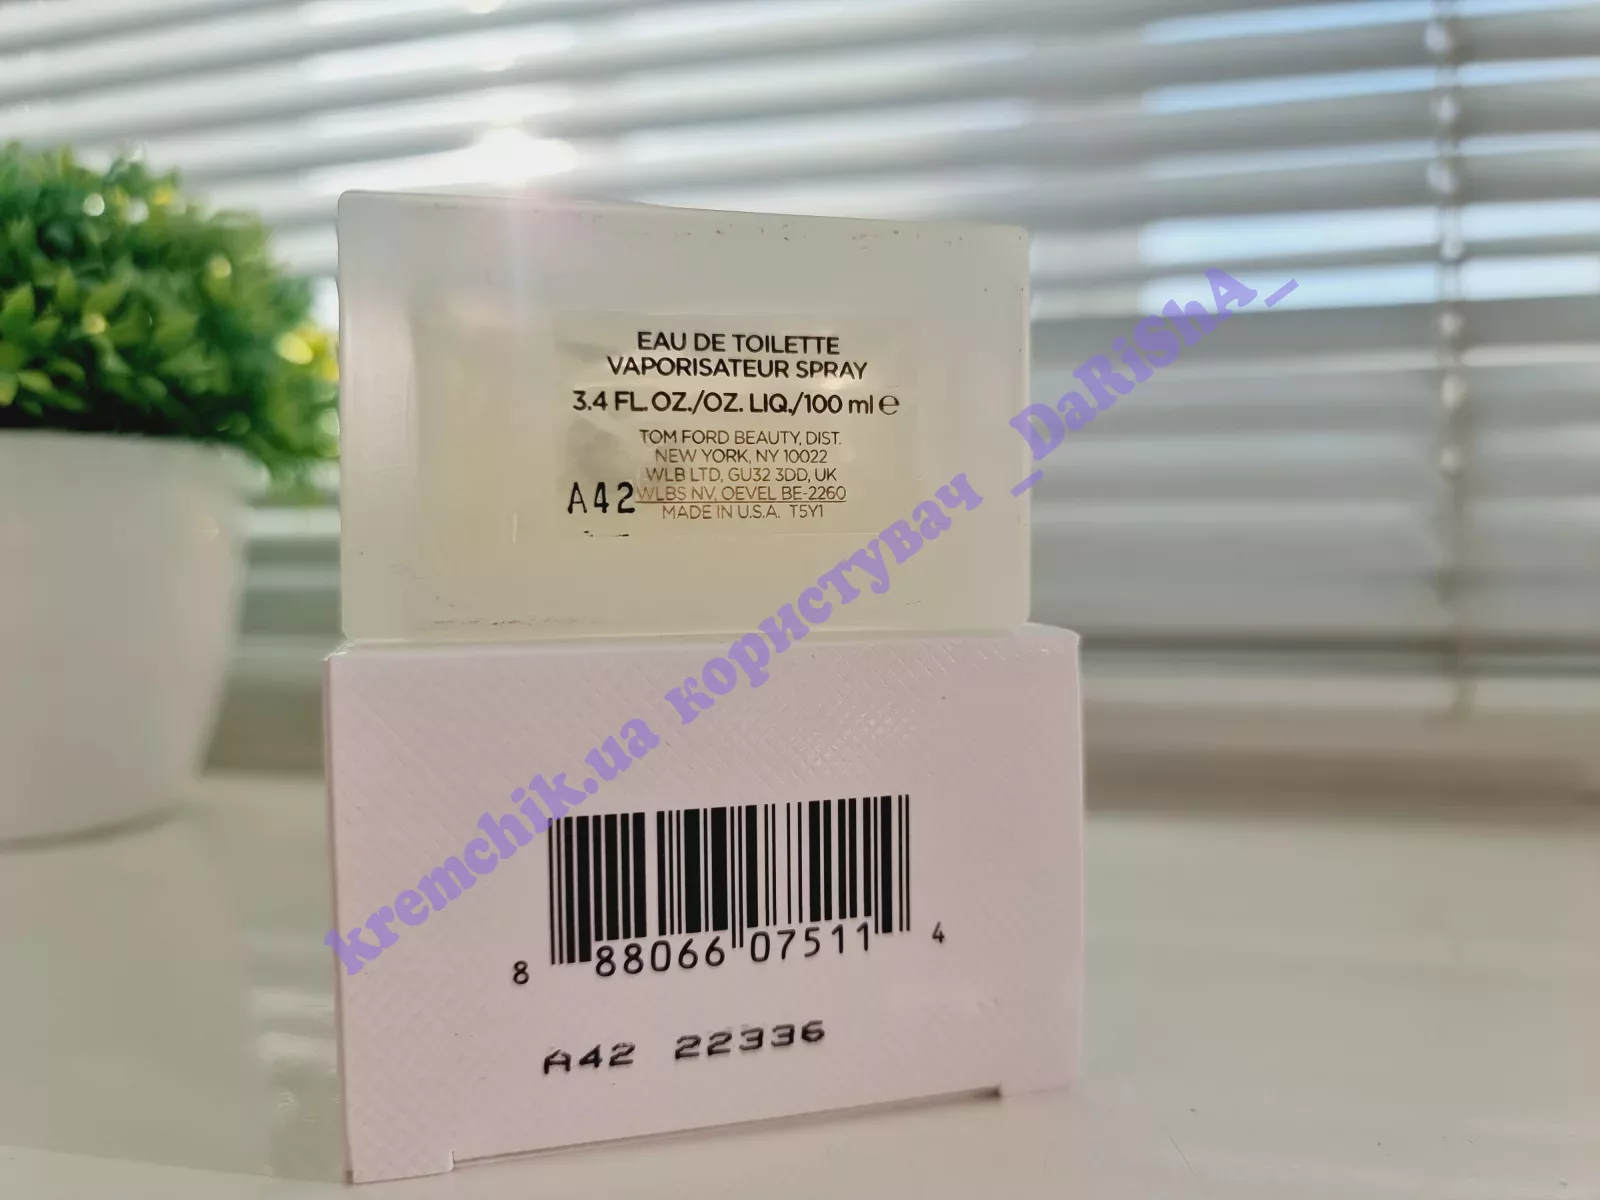 EAU DE TOILETTE
VAPORISATEUR SPRAY
3.4 FL. OZ./OZ. LIQ./100 ml ℮
TOM FORD BEAUTY, DIST.
NEW YORK, NY 10022
WLB LTD, GU32 3DD, UK
WLBS NV, OEVEL BE-2260
MADE IN U.S.A. T5Y1
A42
kremchik.ua користувач _DaRiShA_
8 88066 07511 4
A42 22336